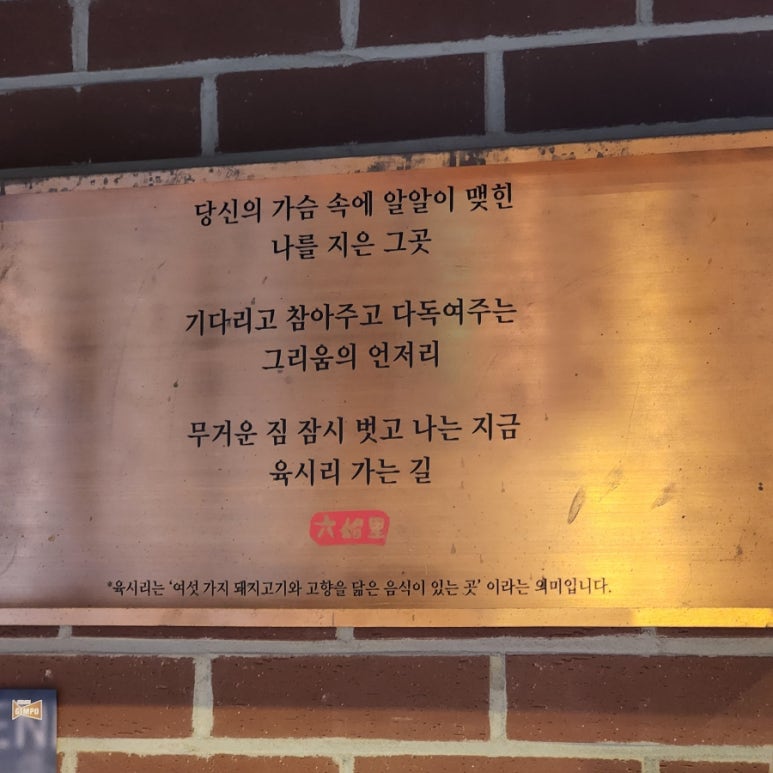 당신의 가슴 속에 알알이 맺힌
나를 지은 그곳
기다리고 참아주고 다독여주는
그리움의 언저리
무거운 짐 잠시 벗고 나는 지금
육시리 가는 길
*육시리는 '여섯 가지 돼지고기와 고향을 닮은 음식이 있는 곳' 이라는 의미입니다.
GIMPO
EN